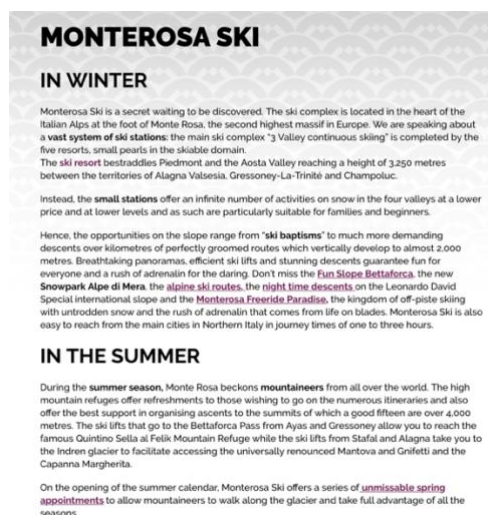 MONTEROSA SKI
IN WINTER
Monterosa Ski is a secret waiting to be discovered. The ski complex is located in the heart of the
Italian Alps at the foot of Monte Rosa, the second highest massif in Europe. We are speaking about
a vast system of ski stations: the main ski complex "3 Valley continuous skiing" is completed by the
five resorts, small pearls in the skiable domain.
The ski resort bestraddles Piedmont and the Aosta Valley reaching a height of 3,250 metres
between the territories of Alagna Valsesia, Gressoney-La-Trinité and Champoluc.
Instead, the small stations offer an infinite number of activities on snow in the four valleys at a lower
price and at lower levels and as such are particularly suitable for families and beginners.
Hence, the opportunities on the slope range from "ski baptisms" to much more demanding
descents over kilometres of perfectly groomed routes which vertically develop to almost 2,000
metres. Breathtaking panoramas, efficient ski lifts and stunning descents guarantee fun for
everyone and a rush of adrenalin for the daring. Don't miss the Fun Slope Bettaforca, the new
Snowpark Alpe di Mera, the alpine ski routes, the night time descents on the Leonardo David
Special international slope and the Monterosa Freeride Paradise, the kingdom of off-piste skiing
with untrodden snow and the rush of adrenalin that comes from life on blades. Monterosa Ski is also
easy to reach from the main cities in Northern Italy in journey times of one to three hours.
IN THE SUMMER
During the summer season, Monte Rosa beckons mountaineers from all over the world. The high
mountain refuges offer refreshments to those wishing to go on the numerous itineraries and also
offer the best support in organising ascents to the summits of which a good fifteen are over 4,000
metres. The ski lifts that go to the Bettaforca Pass from Ayas and Gressoney allow you to reach the
famous Quintino Sella al Felik Mountain Refuge while the ski lifts from Stafal and Alagna take you to
the Indren glacier to facilitate accessing the universally renounced Mantova and Gnifetti and the
Capanna Margherita.
On the opening of the summer calendar, Monterosa Ski offers a series of unmissable spring
appointments to allow mountaineers to walk along the glacier and take full advantage of all the
seasons.